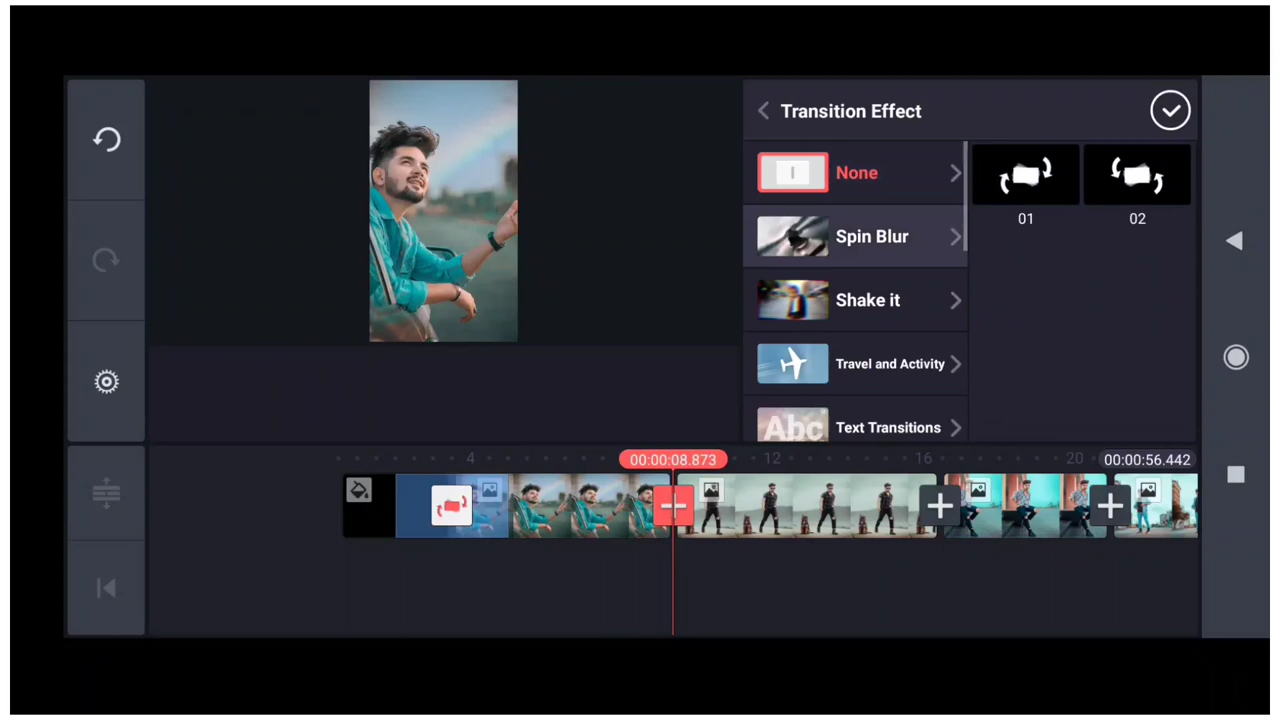 Transition Effect
None
Spin Blur
01
02
Shake it
Travel and Activity
Abc
Text Transitions
4
00:00:08.873
12
16
20
00:00:56.442